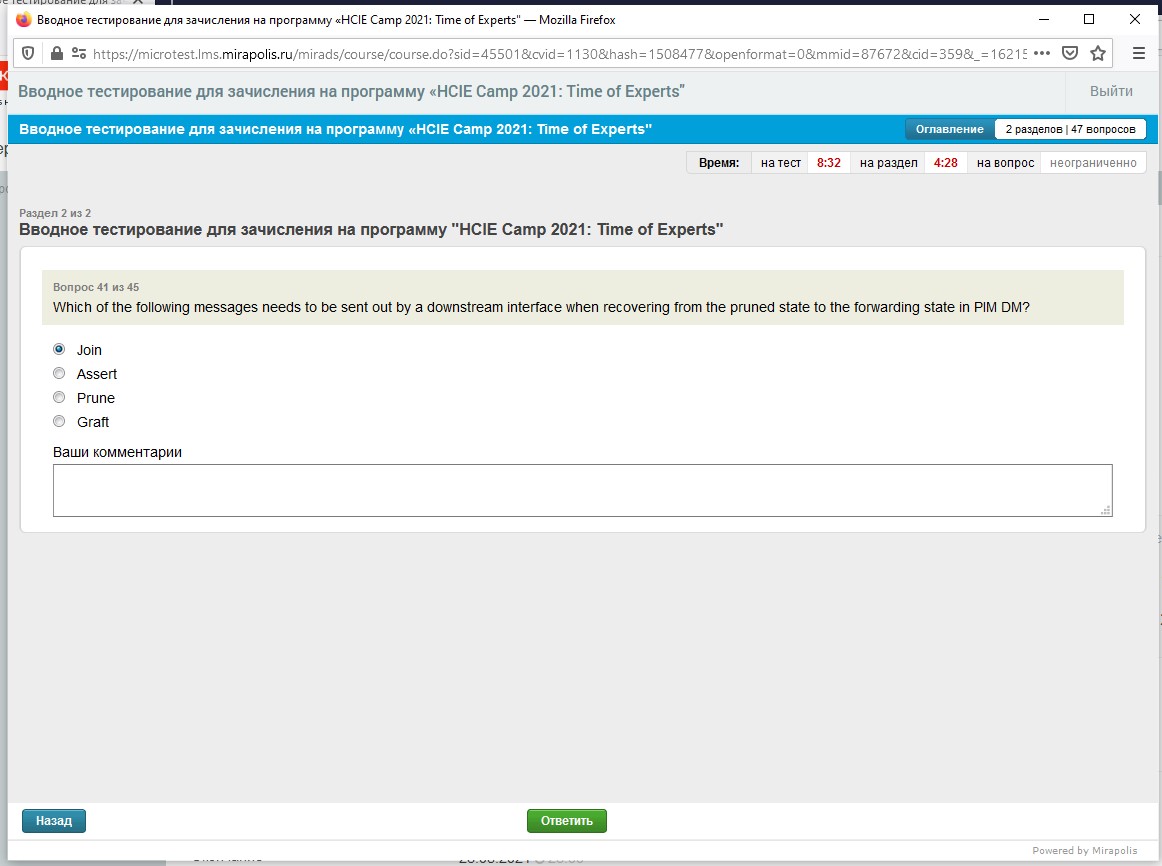 Вводное тестирование для зачисления на программу «HCIE Camp 2021: Time of Experts" — Mozilla Firefox
https://microtest.lms.mirapolis.ru/mirads/course/course.do?sid=45501&cvid=1130&hash=1508477&openformat=0&mmid=87672&cid=359&_=16215
Вводное тестирование для зачисления на программу «HCIE Camp 2021: Time of Experts"
Выйти
Вводное тестирование для зачисления на программу «HCIE Camp 2021: Time of Experts"
Оглавление 2 разделов | 47 вопросов
Время: на тест 8:32 на раздел 4:28 на вопрос неограниченно
Раздел 2 из 2
Вводное тестирование для зачисления на программу "HCIE Camp 2021: Time of Experts"
Вопрос 41 из 45
Which of the following messages needs to be sent out by a downstream interface when recovering from the pruned state to the forwarding state in PIM DM?
Join
Assert
Prune
Graft
Ваши комментарии
Назад
Ответить
Powered by Mirapolis